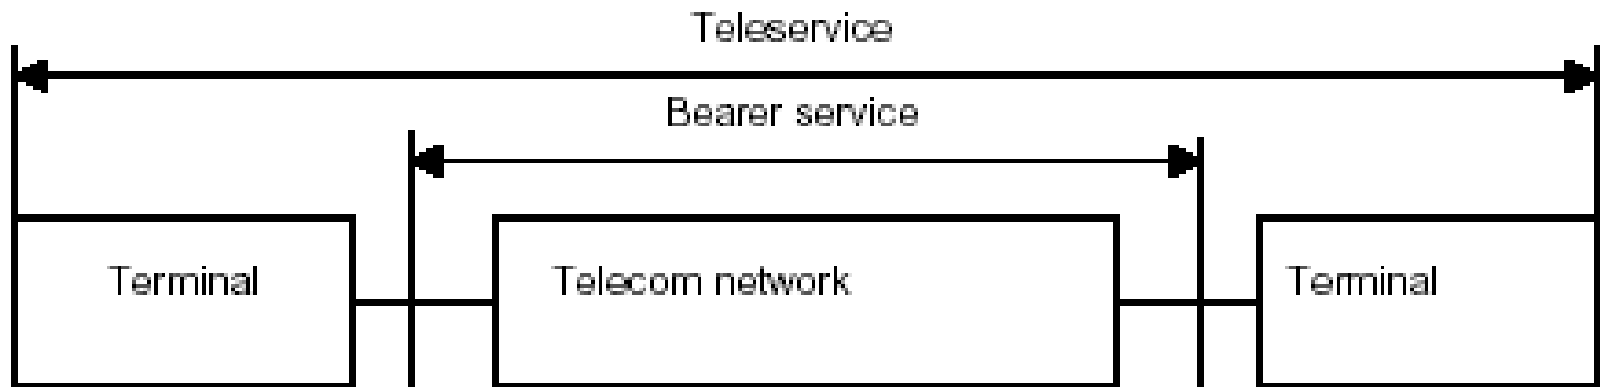 Teleservice
Bearer service
Terminal
Telecom network
Terminal